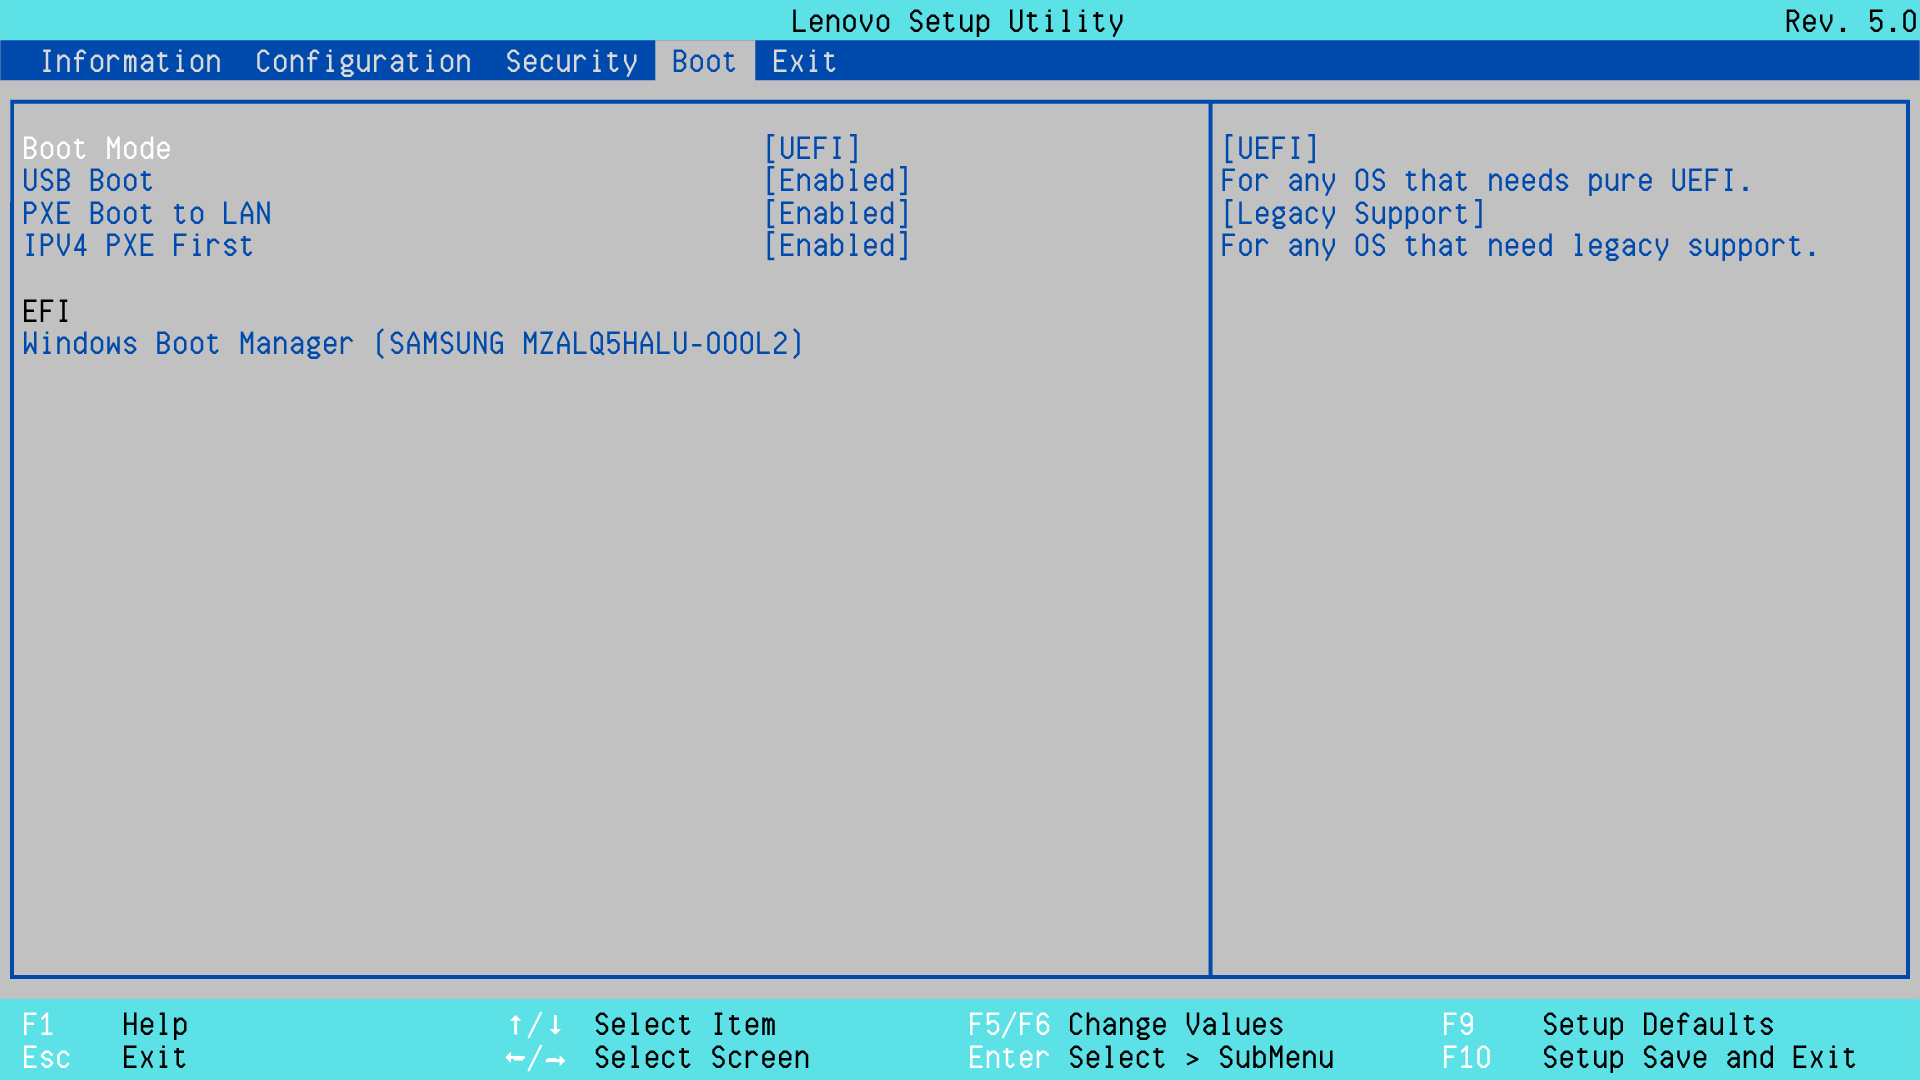 Lenovo Setup Utility Rev. 5.0
Information Configuration Security Boot Exit
Boot Mode [UEFI]
USB Boot [Enabled]
PXE Boot to LAN [Enabled]
IPV4 PXE First [Enabled]
EFI
Windows Boot Manager (SAMSUNG MZALQ5HALU-000L2)
[UEFI]
For any OS that needs pure UEFI.
[Legacy Support]
For any OS that need legacy support.
F1 Help ↑/↓ Select Item F5/F6 Change Values F9 Setup Defaults
Esc Exit ←/→ Select Screen Enter Select > SubMenu F10 Setup Save and Exit